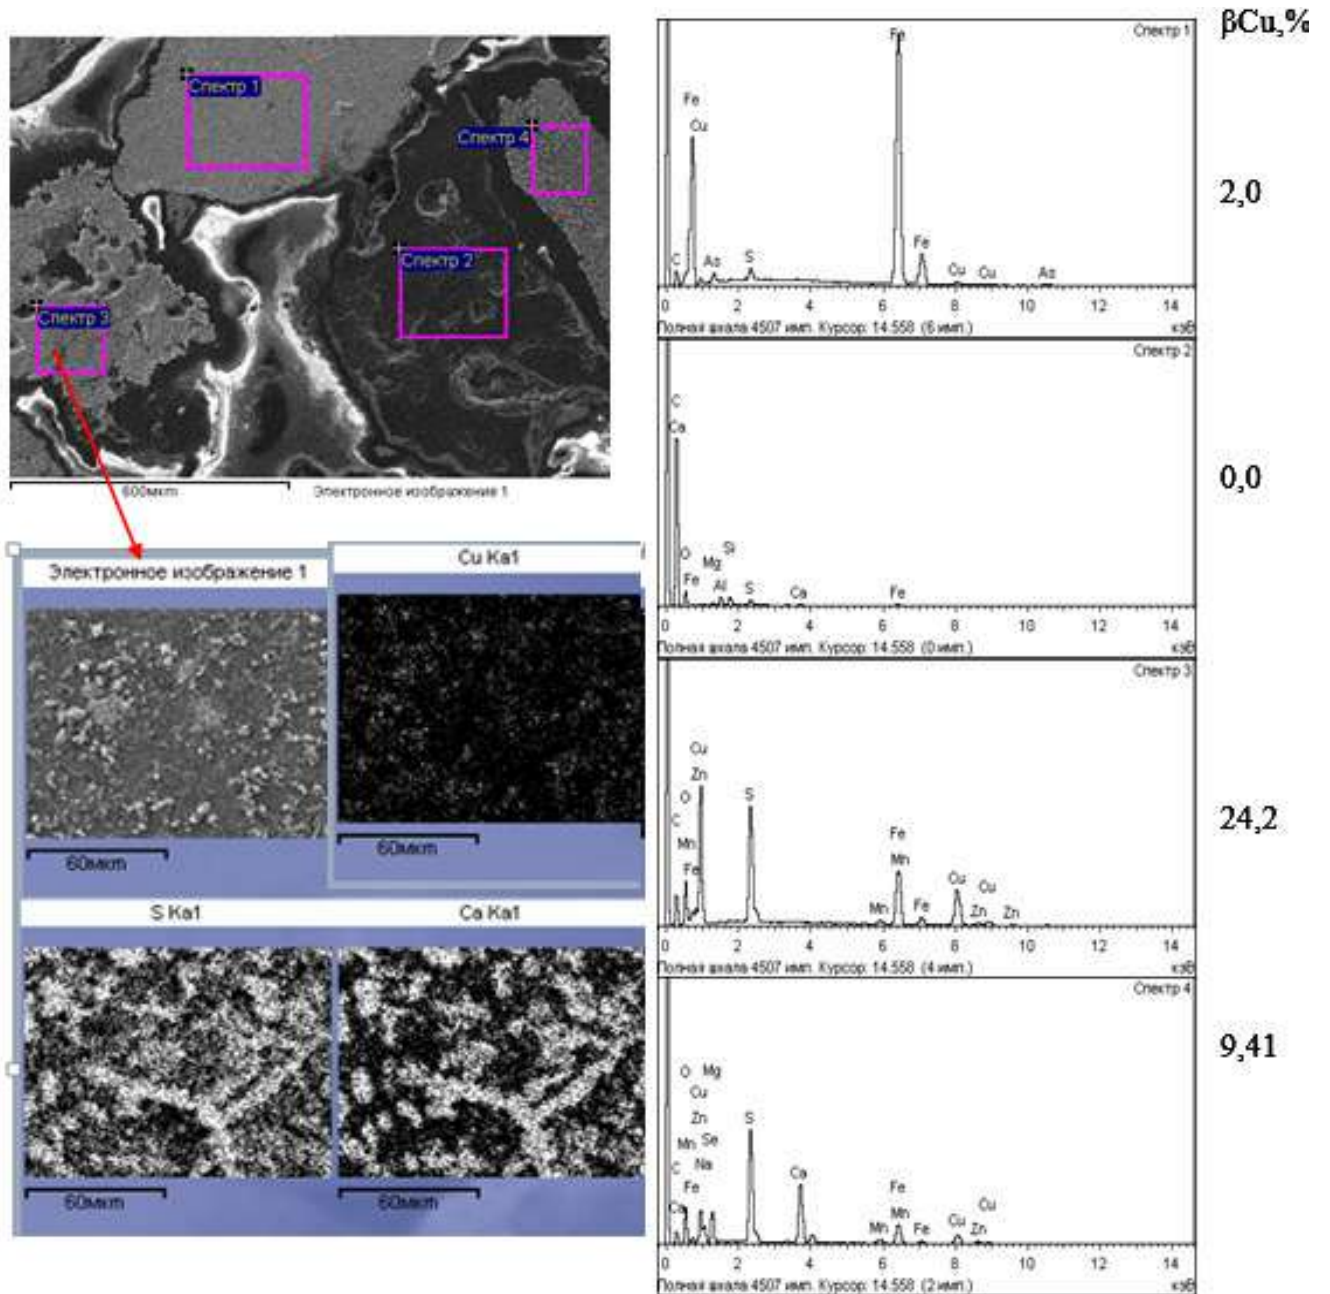 Спектр 1
Спектр 4
Спектр 2
Спектр 3
600мкm
Электронное изображение 1
Электронное изображение 1
60мкm
Cu Ka1
60мкm
S Ka1
60мкm
Ca Ka1
60мкm
βCu,%
Спектр 1
Fe
Fe
Cu
C
As
S
Fe
Cu
Cu
As
0 2 4 6 8 10 12 14
Полная шкала 4507 имп. Курсор: 14.558 (6 имп.)
кэВ
2,0
Спектр 2
C
Ca
O
Fe
Mg
Al
Si
S
Ca
Fe
0 2 4 6 8 10 12 14
Полная шкала 4507 имп. Курсор: 14.558 (0 имп.)
кэВ
0,0
Спектр 3
Cu
Zn
O
C
Mn
Fe
S
Fe
Mn
Mn
Fe
Cu
Cu
Zn
Zn
0 2 4 6 8 10 12 14
Полная шкала 4507 имп. Курсор: 14.558 (4 имп.)
кэВ
24,2
Спектр 4
O
Mg
Cu
Zn
Mn
Se
C
Na
Fe
Ca
S
Ca
Fe
Mn
Mn
Fe
Cu
Cu
Zn
0 2 4 6 8 10 12 14
Полная шкала 4507 имп. Курсор: 14.558 (2 имп.)
кэВ
9,41